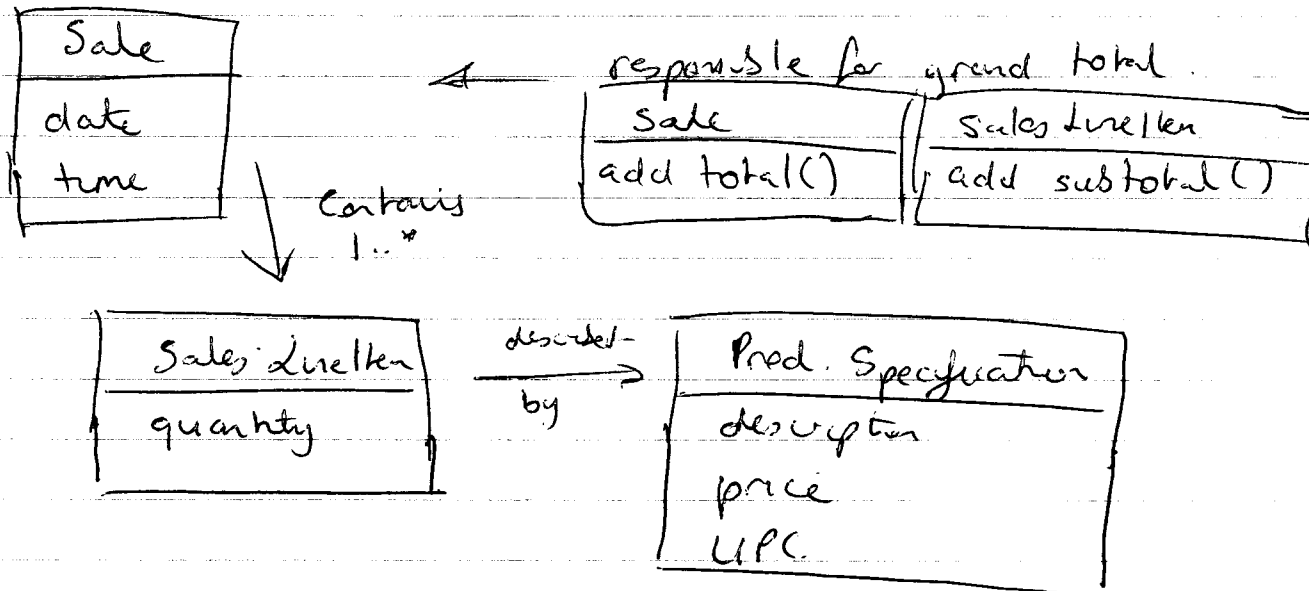 Sale
date
time
responsible for grand total.
Sale
add total()
Sales LineItem
add subtotal()
Contains
1..*
Sales LineItem
quantity
described-
by
Prod. Specification
description
price
UPC.